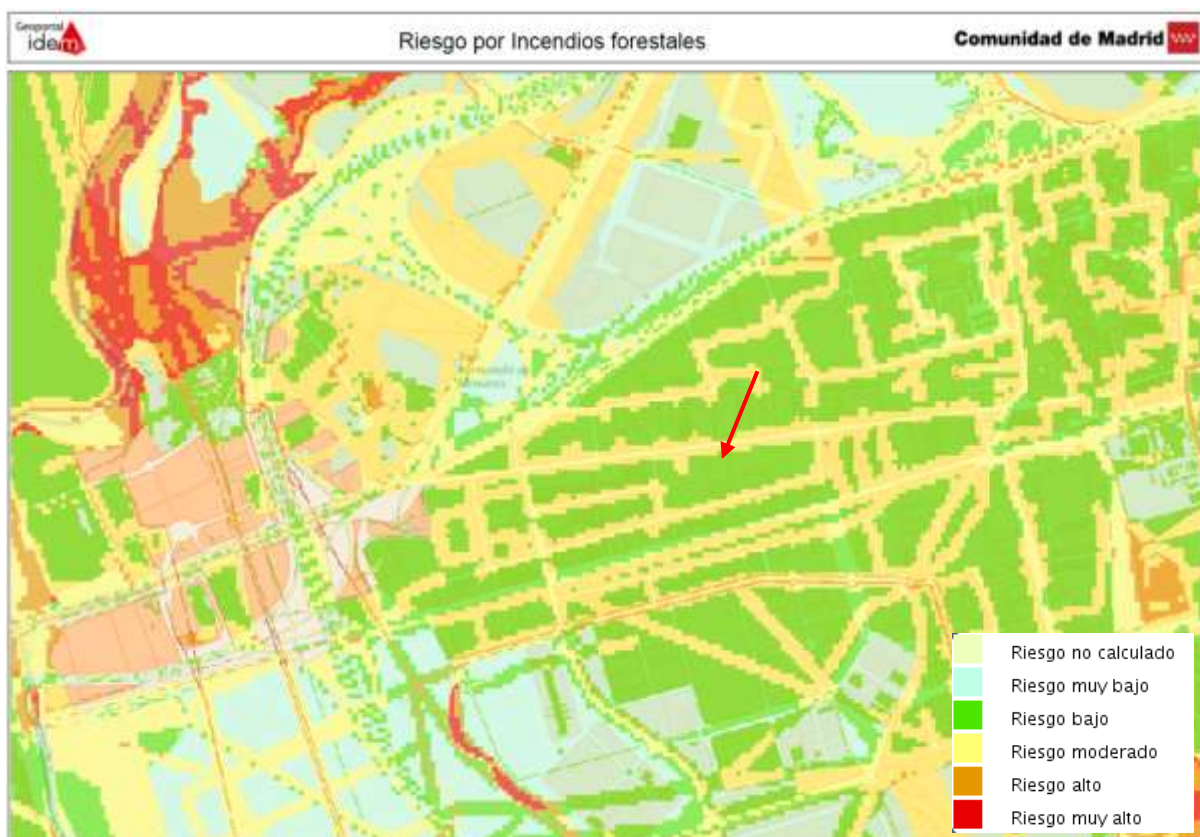 Geoportal
idem
Riesgo por Incendios forestales
Comunidad de Madrid
Riesgo no calculado
Riesgo muy bajo
Riesgo bajo
Riesgo moderado
Riesgo alto
Riesgo muy alto